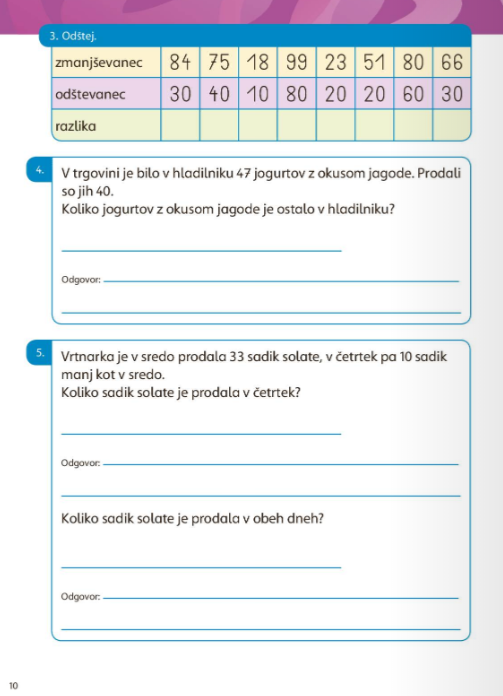 3. Odštej.
zmanjševanec 84 75 18 99 23 51 80 66
odštevanec 30 40 10 80 20 20 60 30
razlika
4. V trgovini je bilo v hladilniku 47 jogurtov z okusom jagode. Prodali
so jih 40.
Koliko jogurtov z okusom jagode je ostalo v hladilniku?
Odgovor:
5. Vrtnarka je v sredo prodala 33 sadik solate, v četrtek pa 10 sadik
manj kot v sredo.
Koliko sadik solate je prodala v četrtek?
Odgovor:
Koliko sadik solate je prodala v obeh dneh?
Odgovor:
10